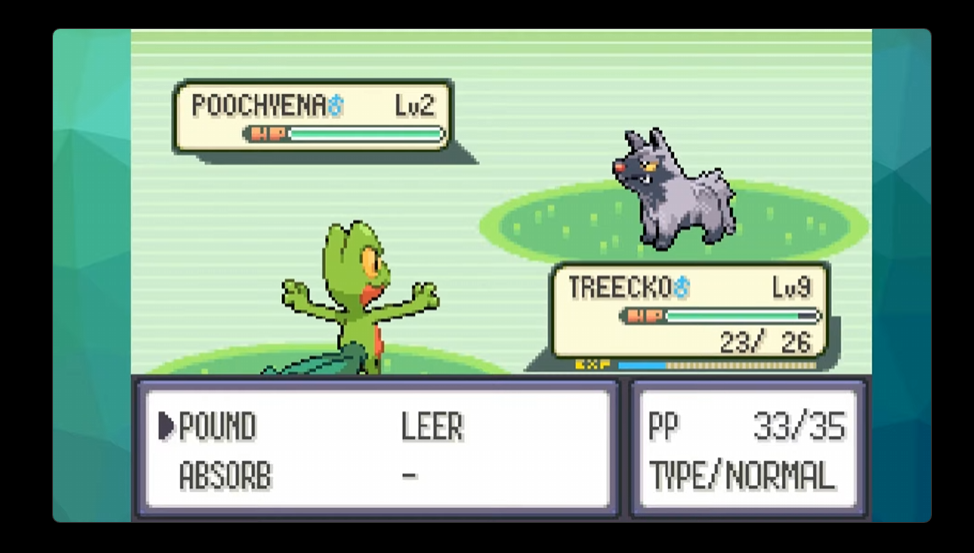 POOCHYENA♂ Lv2
HP
TREECKO♂ Lv9
HP
23/ 26
EXP
▶POUND LEER
ABSORB -
PP 33/35
TYPE/NORMAL